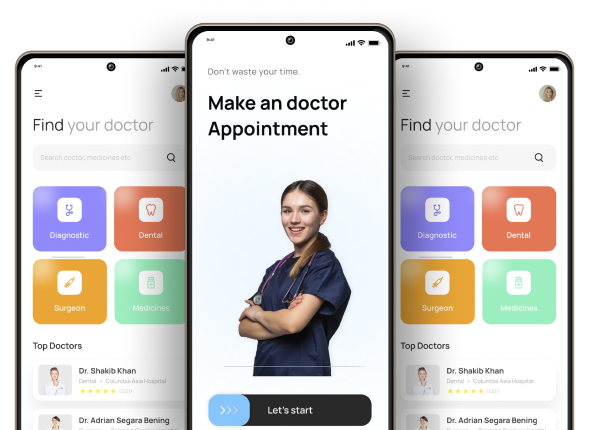 9:41
Find your doctor
Search doctor, medicines etc
Diagnostic
Dental
Surgeon
Medicines
Top Doctors
Dr. Shakib Khan
Dental • Columbia Asia Hospital
Dr. Adrian Segara Bening
9:41
Don't waste your time.
Make an doctor
Appointment
Let's start
9:41
Find your doctor
Search doctor, medicines etc
Diagnostic
Dental
Surgeon
Medicines
Top Doctors
Dr. Shakib Khan
Dental • Columbia Asia Hospital
Dr. Adrian Segara Bening